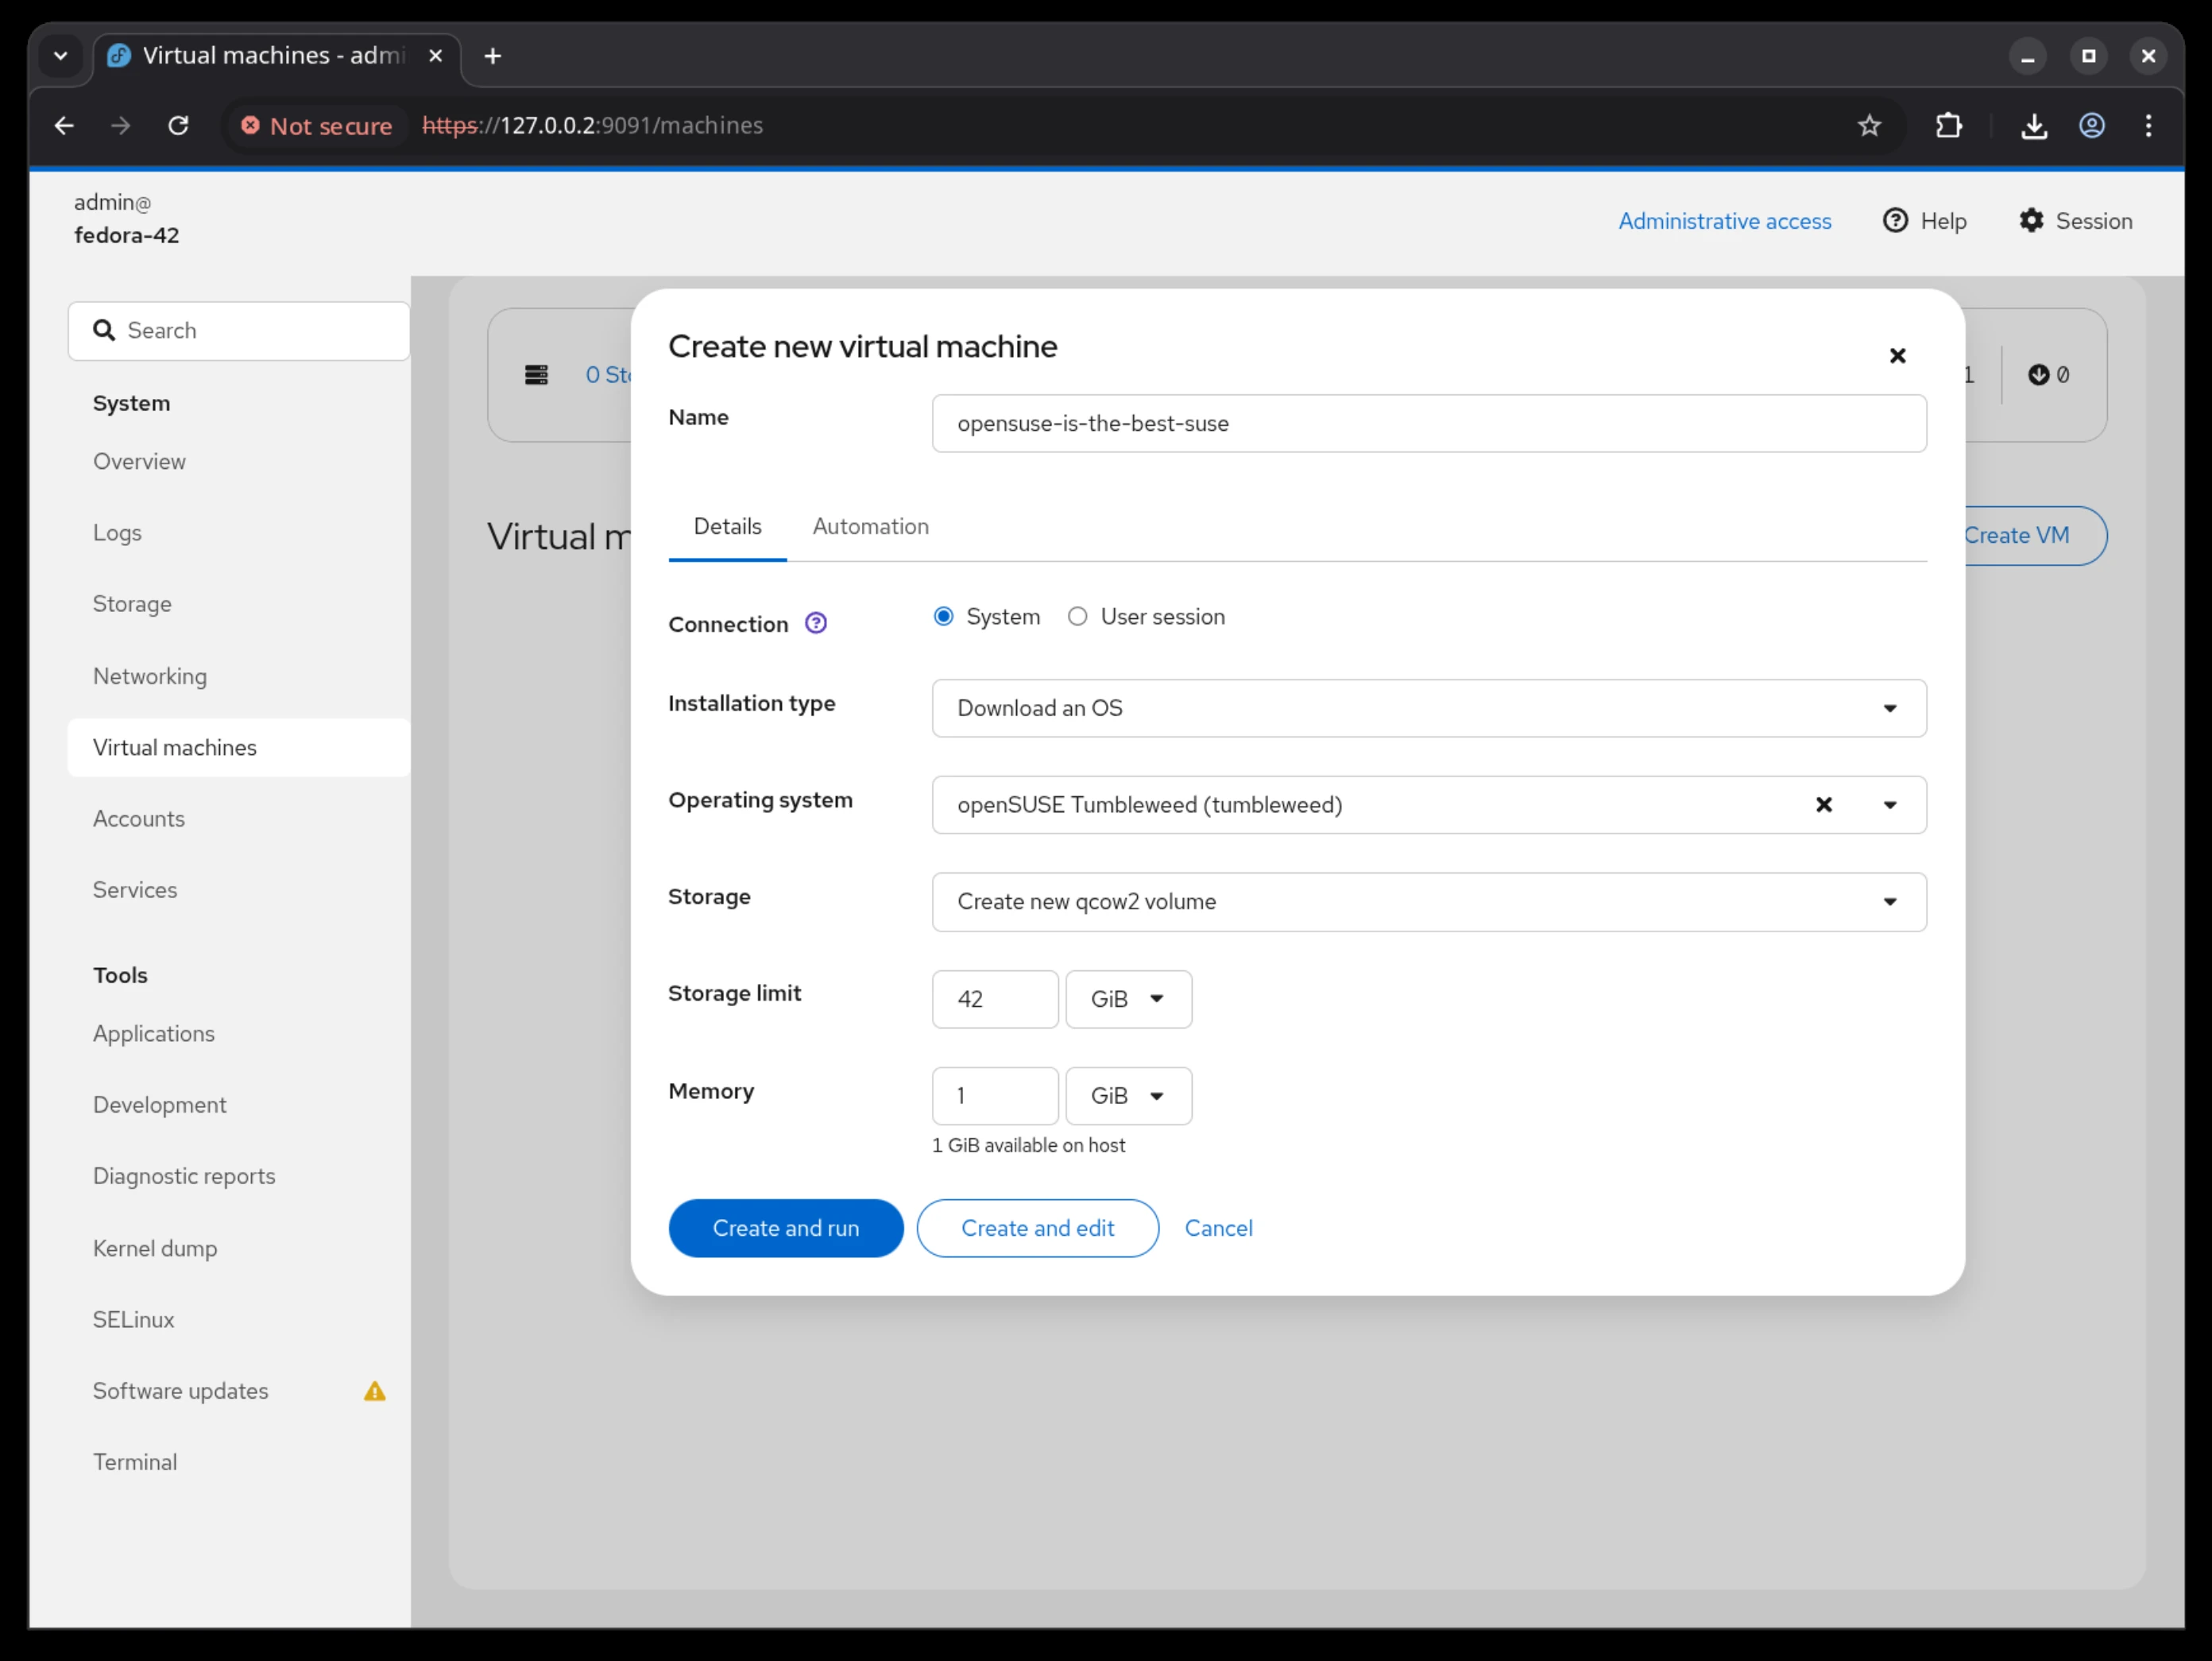 Virtual machines - admi
Not secure https://127.0.0.2:9091/machines
admin@
fedora-42
Administrative access
Help
Session
Search
System
Overview
Logs
Storage
Networking
Virtual machines
Accounts
Services
Tools
Applications
Development
Diagnostic reports
Kernel dump
SELinux
Software updates
Terminal
0 Sto
1
0
Virtual m
Create VM
Create new virtual machine
Name
opensuse-is-the-best-suse
Details
Automation
Connection
System
User session
Installation type
Download an OS
Operating system
openSUSE Tumbleweed (tumbleweed)
Storage
Create new qcow2 volume
Storage limit
42
GiB
Memory
1
GiB
1 GiB available on host
Create and run
Create and edit
Cancel